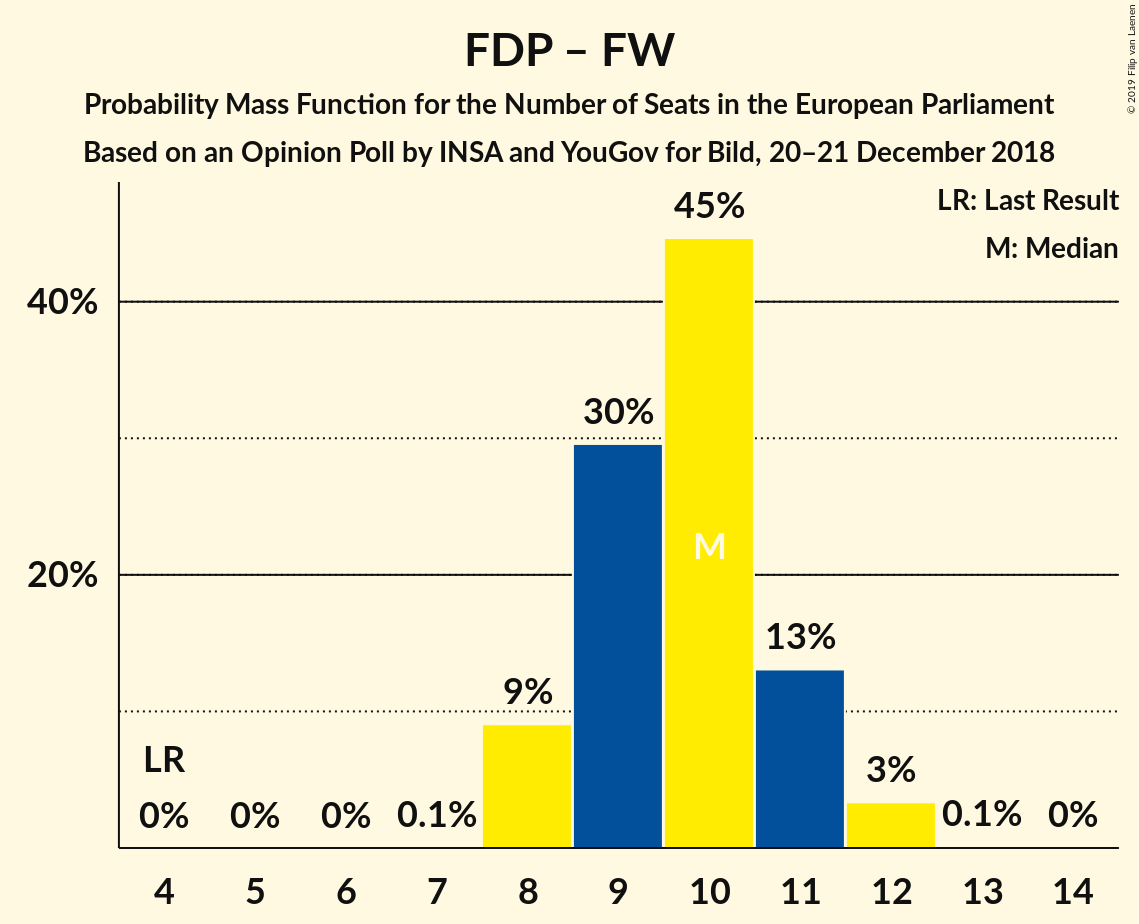 FDP – FW
Probability Mass Function for the Number of Seats in the European Parliament
Based on an Opinion Poll by INSA and YouGov for Bild, 20–21 December 2018
© 2019 Filip van Laenen
LR: Last Result
M: Median
45%
40%
30%
M
20%
13%
9%
LR
3%
0% 0% 0% 0.1% 0.1% 0%
4 5 6 7 8 9 10 11 12 13 14